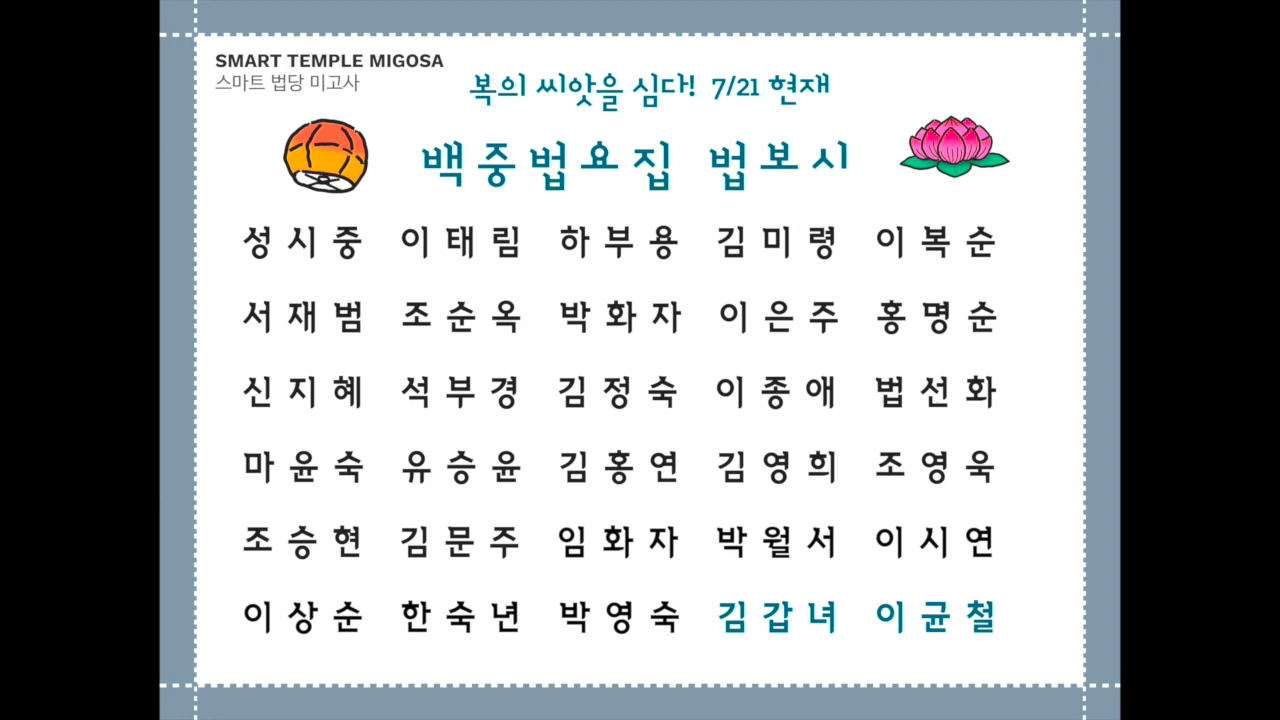 SMART TEMPLE MIGOSA
스마트 법당 미고사
복의 씨앗을 심다! 7/21 현재
백중법요집 법보시
성시중 이태림 하부용 김미령 이복순
서재범 조순옥 박화자 이은주 홍명순
신지혜 석부경 김정숙 이종애 법선화
마윤숙 유승윤 김홍연 김영희 조영욱
조승현 김문주 임화자 박월서 이시연
이상순 한숙년 박영숙 김갑녀 이균철